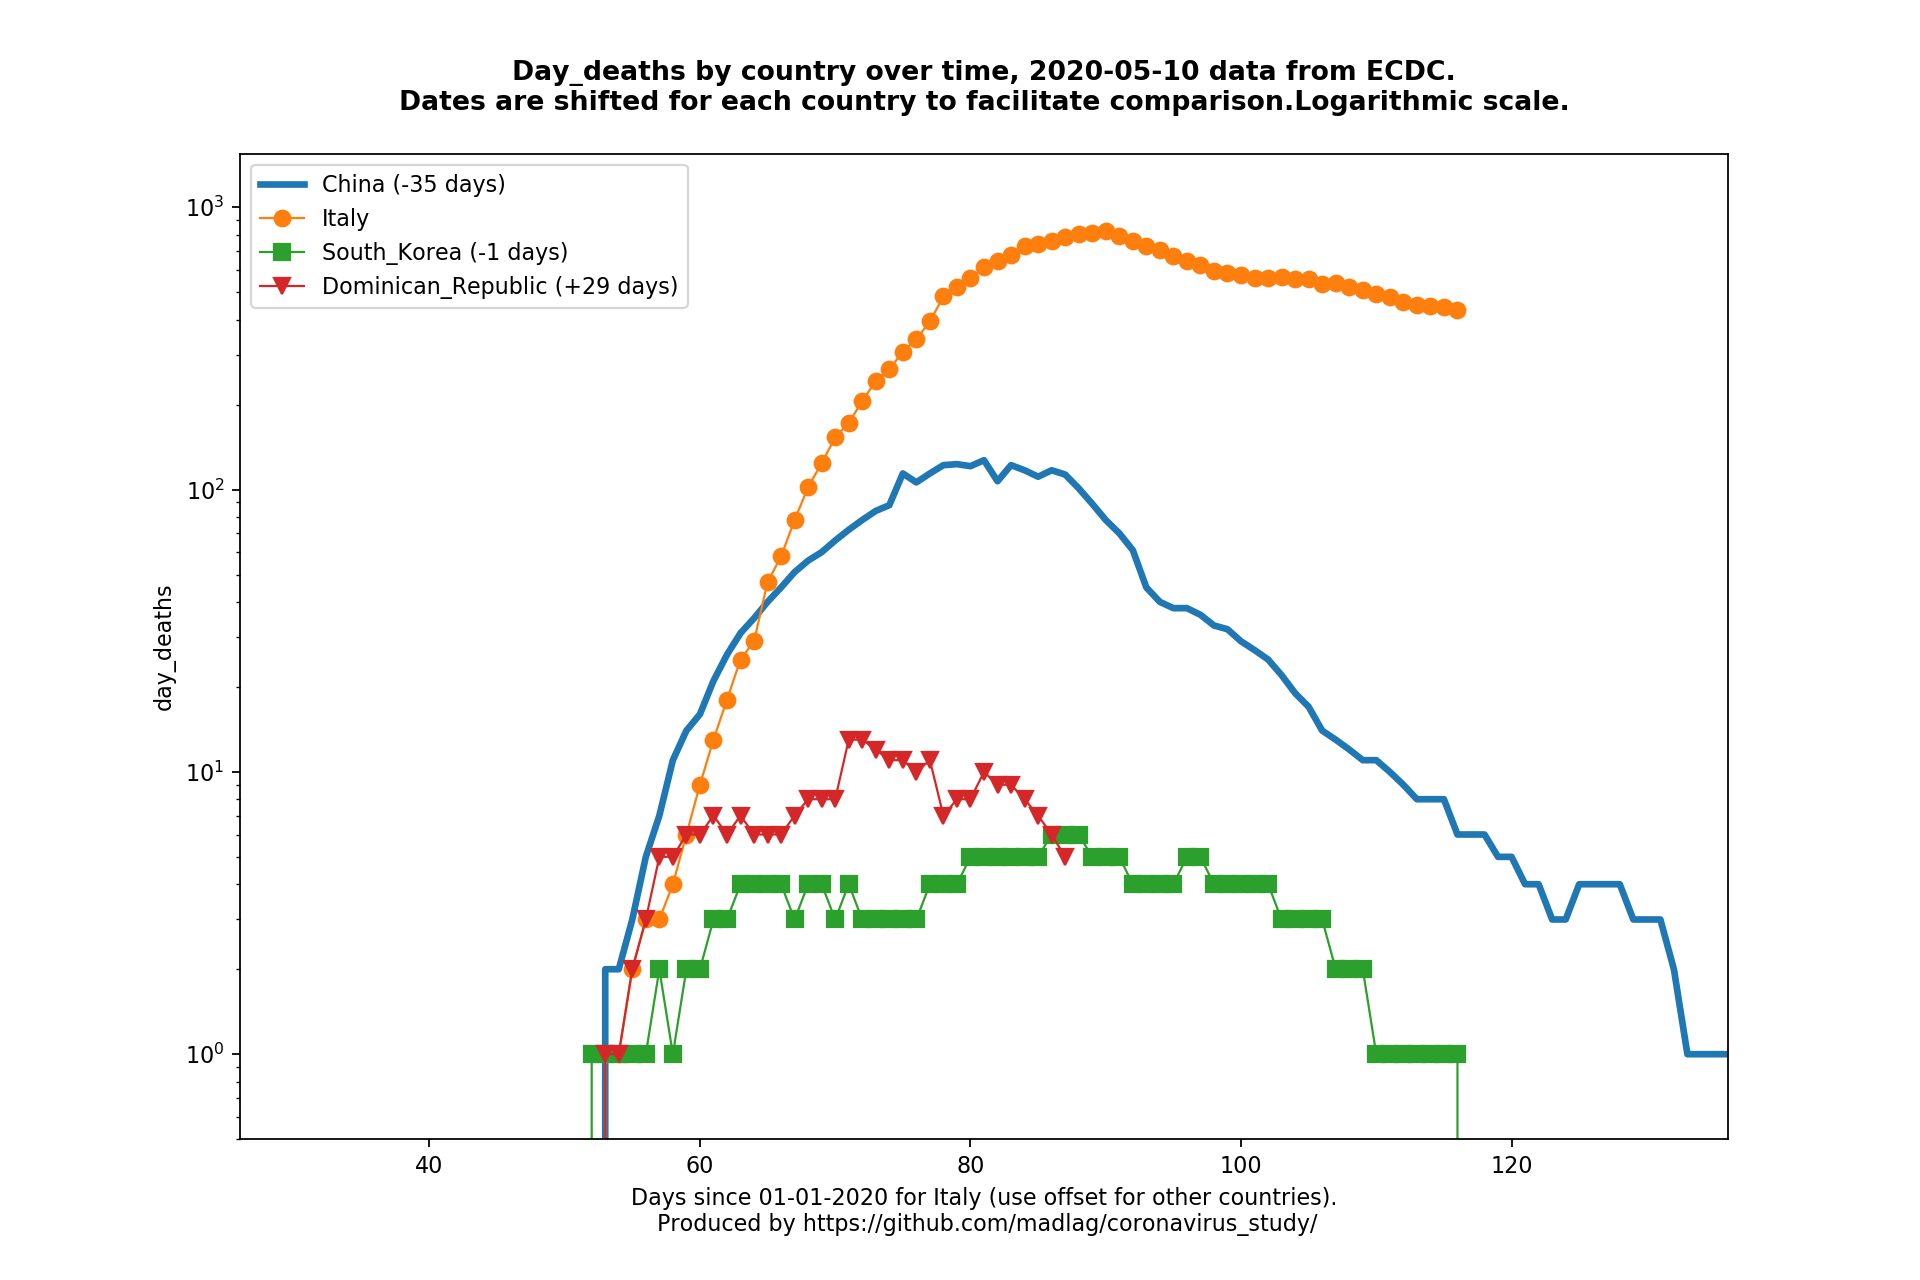 Day_deaths by country over time, 2020-05-10 data from ECDC.
Dates are shifted for each country to facilitate comparison.Logarithmic scale.
China (-35 days)
Italy
South_Korea (-1 days)
Dominican_Republic (+29 days)
10³
10²
10¹
10⁰
day_deaths
40 60 80 100 120
Days since 01-01-2020 for Italy (use offset for other countries).
Produced by https://github.com/madlag/coronavirus_study/